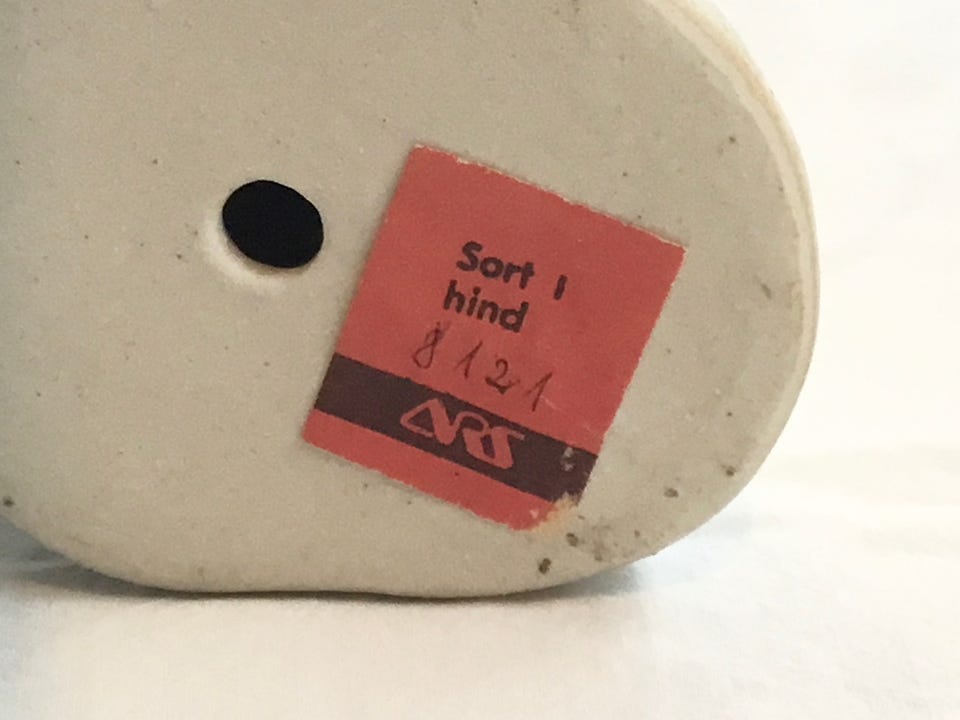 Sort I
hind
8121
ARS